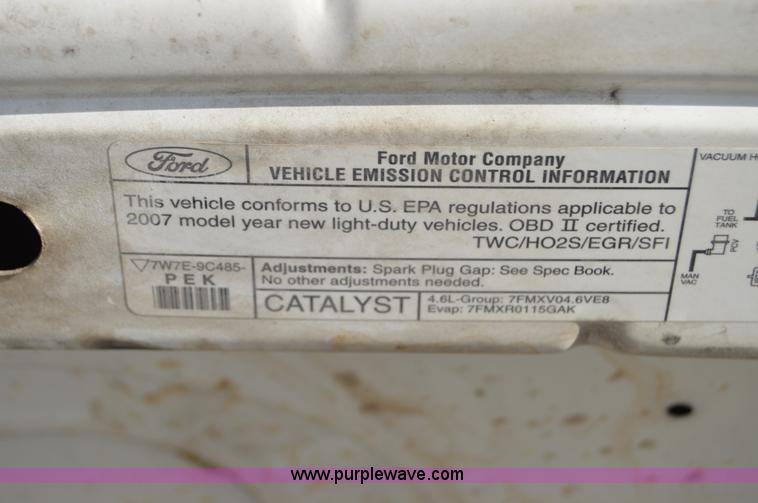 Ford
Ford Motor Company
VEHICLE EMISSION CONTROL INFORMATION
This vehicle conforms to U.S. EPA regulations applicable to
2007 model year new light-duty vehicles. OBD II certified.
TWC/HO2S/EGR/SFI
7W7E-9C485-
PEK
Adjustments: Spark Plug Gap: See Spec Book.
No other adjustments needed.
CATALYST
4.6L-Group: 7FMXV04.6VE8
Evap: 7FMXR0115GAK
VACUUM H
TO
FUEL
TANK
PCV
MAN
VAC
www.purplewave.com